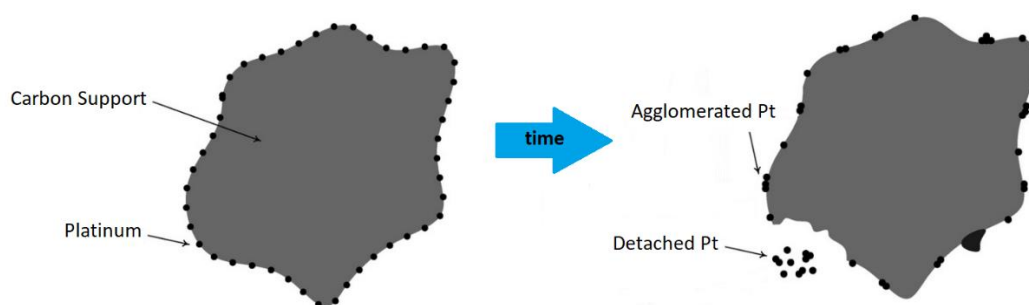 Carbon Support
Platinum
time
Agglomerated Pt
Detached Pt